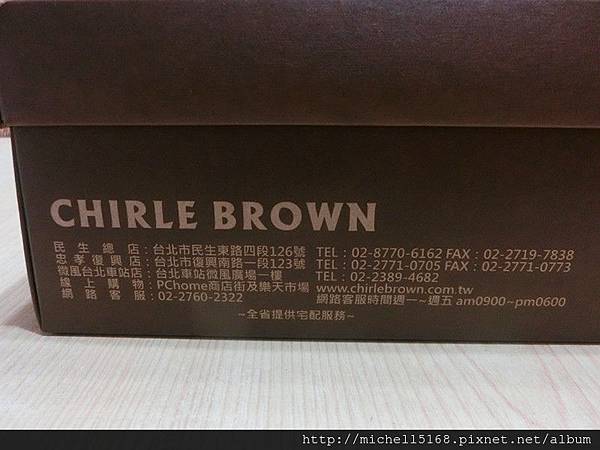 CHIRLE BROWN
民生總店：台北市民生東路四段126號 TEL：02-8770-6162 FAX：02-2719-7838
忠孝復興店：台北市復興南路一段123號 TEL：02-2771-0705 FAX：02-2771-0773
微風台北車站店：台北車站微風廣場一樓 TEL：02-2389-4682
線上購物：PChome商店街及樂天市場 www.chirlebrown.com.tw
網路客服：02-2760-2322 網路客服時間週一~週五 am0900~pm0600
~全省提供宅配服務~
http://michell5168.pixnet.net/album